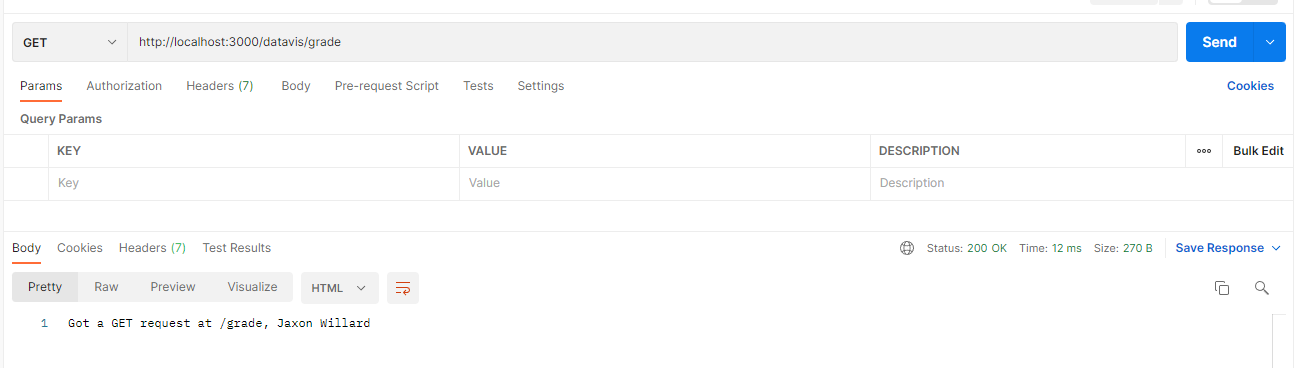 GET http://localhost:3000/datavis/grade Send
Params Authorization Headers (7) Body Pre-request Script Tests Settings Cookies
Query Params
KEY VALUE DESCRIPTION ooo Bulk Edit
Key Value Description
Body Cookies Headers (7) Test Results Status: 200 OK Time: 12 ms Size: 270 B Save Response
Pretty Raw Preview Visualize HTML
1 Got a GET request at /grade, Jaxon Willard